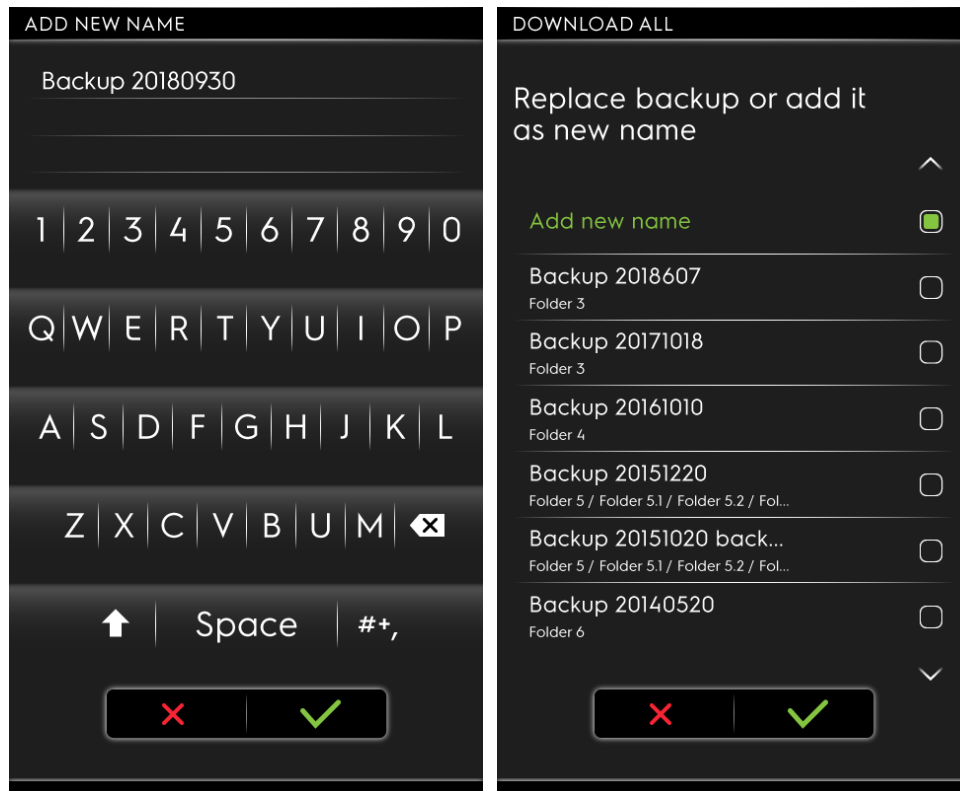 ADD NEW NAME
Backup 20180930
1 2 3 4 5 6 7 8 9 0
Q W E R T Y U I O P
A S D F G H J K L
Z X C V B U M
Space #+,
DOWNLOAD ALL
Replace backup or add it
as new name
Add new name
Backup 2018607
Folder 3
Backup 20171018
Folder 3
Backup 20161010
Folder 4
Backup 20151220
Folder 5 / Folder 5.1 / Folder 5.2 / Fol...
Backup 20151020 back...
Folder 5 / Folder 5.1 / Folder 5.2 / Fol...
Backup 20140520
Folder 6